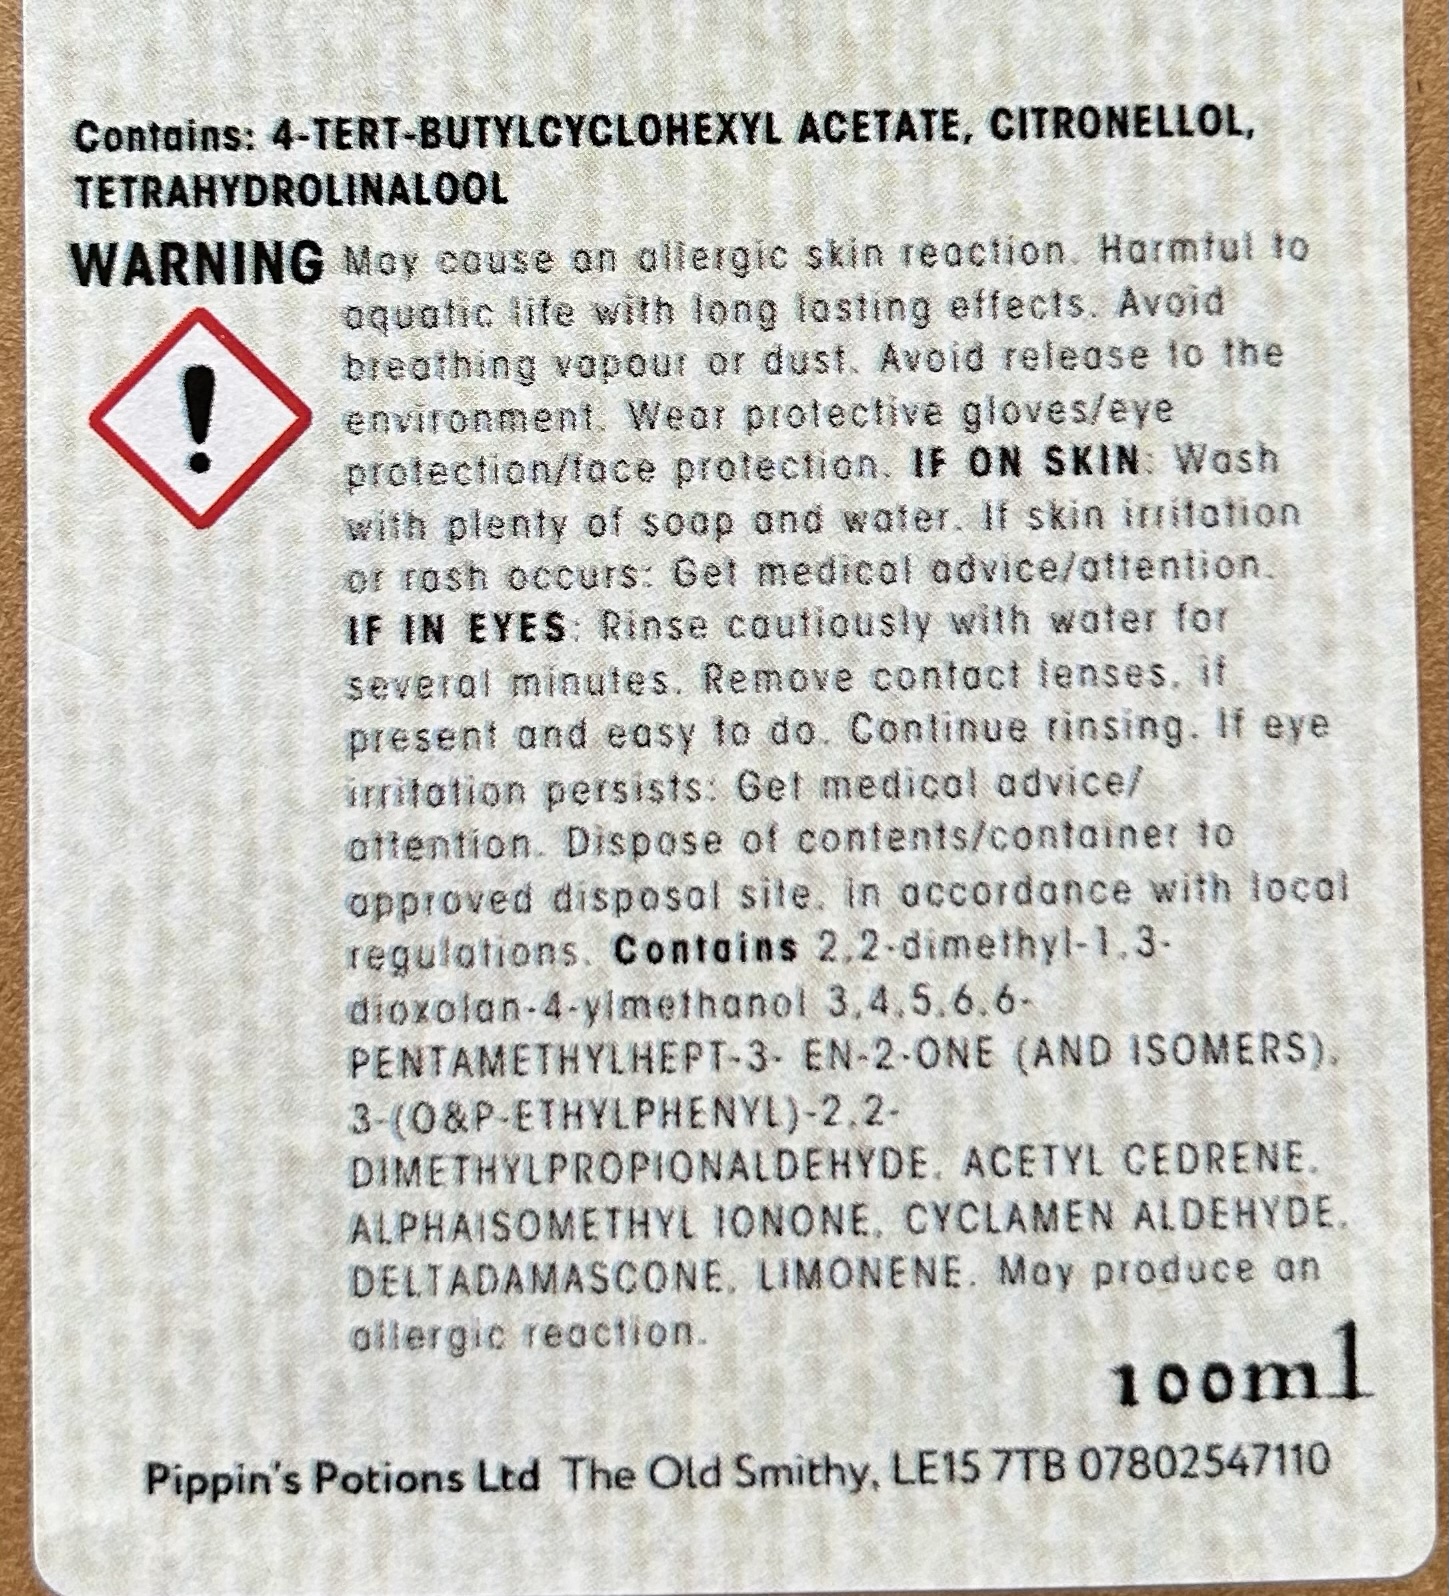 Contains: 4-TERT-BUTYLCYCLOHEXYL ACETATE, CITRONELLOL,
TETRAHYDROLINALOOL
WARNING May cause an allergic skin reaction. Harmful to
aquatic life with long lasting effects. Avoid
breathing vapour or dust. Avoid release to the
environment. Wear protective gloves/eye
protection/face protection. IF ON SKIN: Wash
with plenty of soap and water. If skin irritation
or rash occurs: Get medical advice/attention.
IF IN EYES: Rinse cautiously with water for
several minutes. Remove contact lenses, if
present and easy to do. Continue rinsing. If eye
irritation persists: Get medical advice/
attention. Dispose of contents/container to
approved disposal site, in accordance with local
regulations. Contains 2,2-dimethyl-1,3-
dioxolan-4-ylmethanol 3,4,5,6,6-
PENTAMETHYLHEPT-3- EN-2-ONE (AND ISOMERS),
3-(O&P-ETHYLPHENYL)-2,2-
DIMETHYLPROPIONALDEHYDE, ACETYL CEDRENE,
ALPHAISOMETHYL IONONE, CYCLAMEN ALDEHYDE,
DELTADAMASCONE, LIMONENE. May produce an
allergic reaction.
100ml
Pippin's Potions Ltd The Old Smithy, LE15 7TB 07802547110